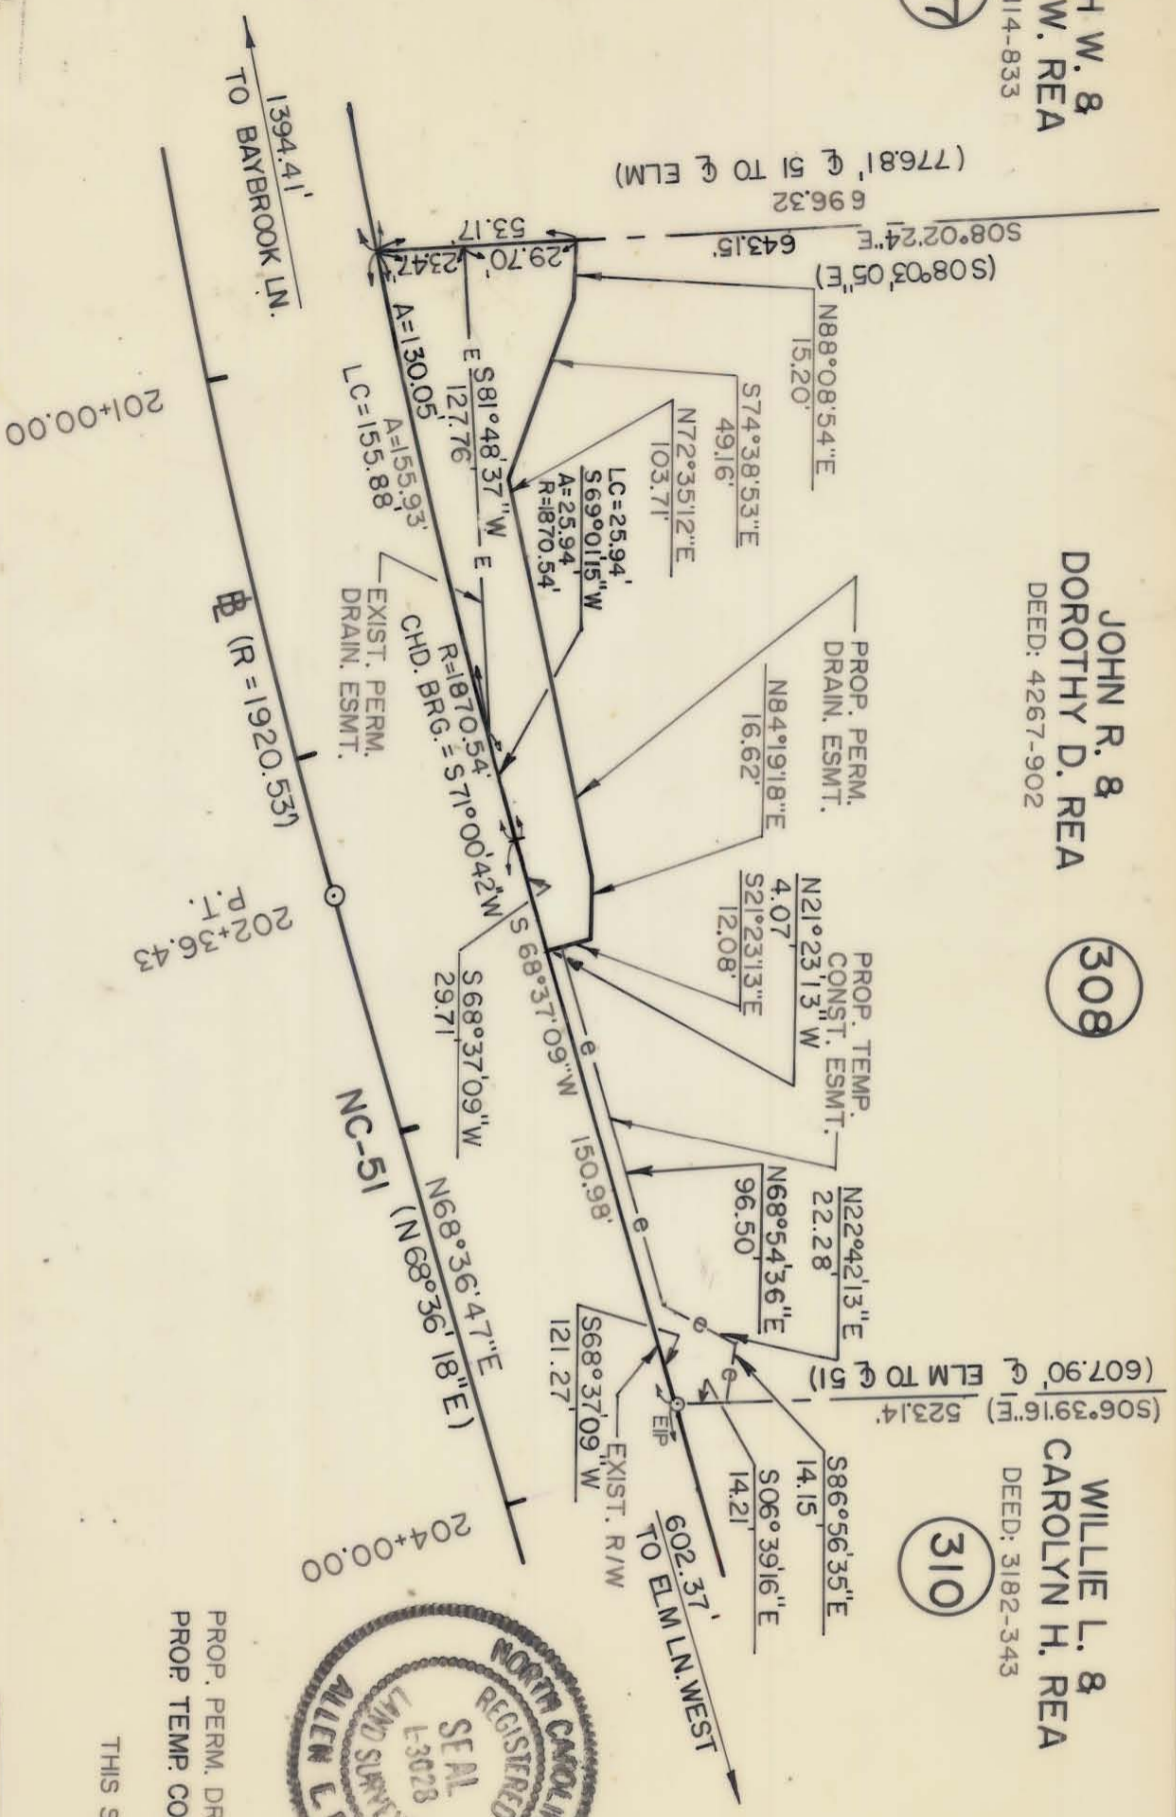 H W. &
W. REA
114-833
7
JOHN R. &
DOROTHY D. REA
DEED: 4267-902
308
WILLIE L. &
CAROLYN H. REA
DEED: 3182-343
310
(776.81' ℄ 51 TO ℄ ELM)
696.32
S08°02'24"E
643.15'
(S08°03'05"E)
53.17'
29.70'
23.47'
N88°08'54"E
15.20'
S74°38'53"E
49.16'
N72°35'12"E
103.71'
LC=25.94'
S69°01'15"W
A=25.94'
R=1870.54'
PROP. PERM.
DRAIN. ESMT.
N84°19'18"E
16.62'
N21°23'13"W
4.07'
S21°23'13"E
12.08'
PROP. TEMP.
CONST. ESMT.
N22°42'13"E
22.28'
N68°54'36"E
96.50'
(607.90' ℄ ELM TO ℄ 51)
(S06°39'16"E) 523.14'
S86°56'35"E
14.15'
S06°39'16"E
14.21'
E S81°48'37"W E
127.76'
A=130.05'
A=155.93'
LC=155.88'
R=1870.54'
CHD. BRG. = S71°00'42"W
EXIST. PERM.
DRAIN. ESMT.
S 68°37'09"W 150.98'
S 68°37'09"W
29.71'
e
e
e
e
S68°37'09"W
121.27'
EIP
EXIST. R/W
602.37'
TO ELM LN. WEST
1394.41'
TO BAYBROOK LN.
201+00.00
(R = 1920.53')
202+36.43
P.T.
NC-51 (N68°36'18"E)
N68°36'47"E
204+00.00
NORTH CAROLI
REGISTERED
SEAL
L-3028
LAND SURVE
ALLEN
PROP. PERM. DR
PROP. TEMP. CO
THIS S